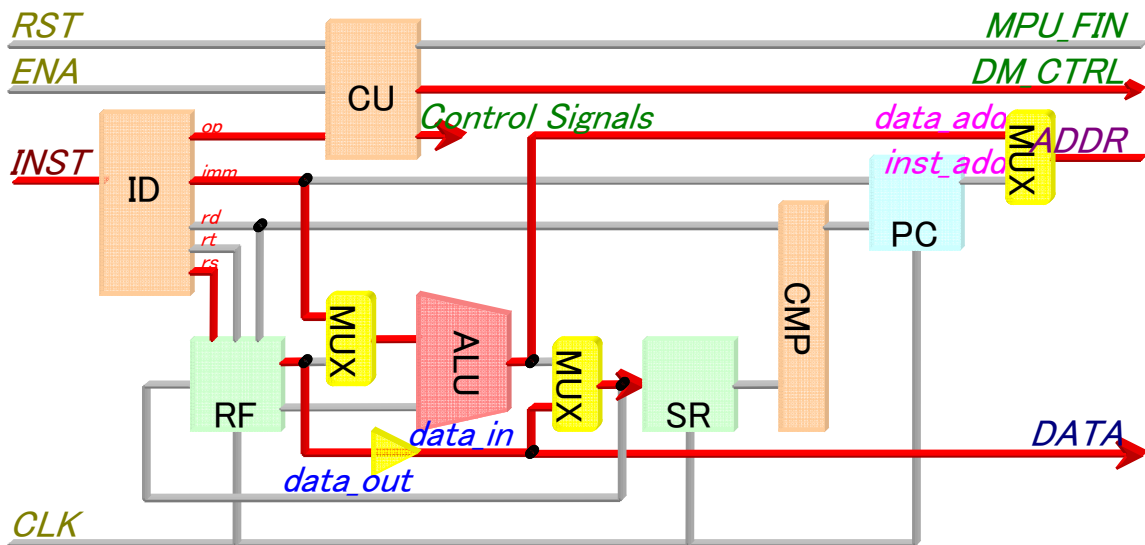 RST
MPU_FIN
ENA
DM_CTRL
CU
Control Signals
data_add
MUX
ADDR
op
INST
ID
imm
inst_add
rd
rt
rs
PC
CMP
MUX
ALU
MUX
RF
SR
data_in
DATA
data_out
CLK